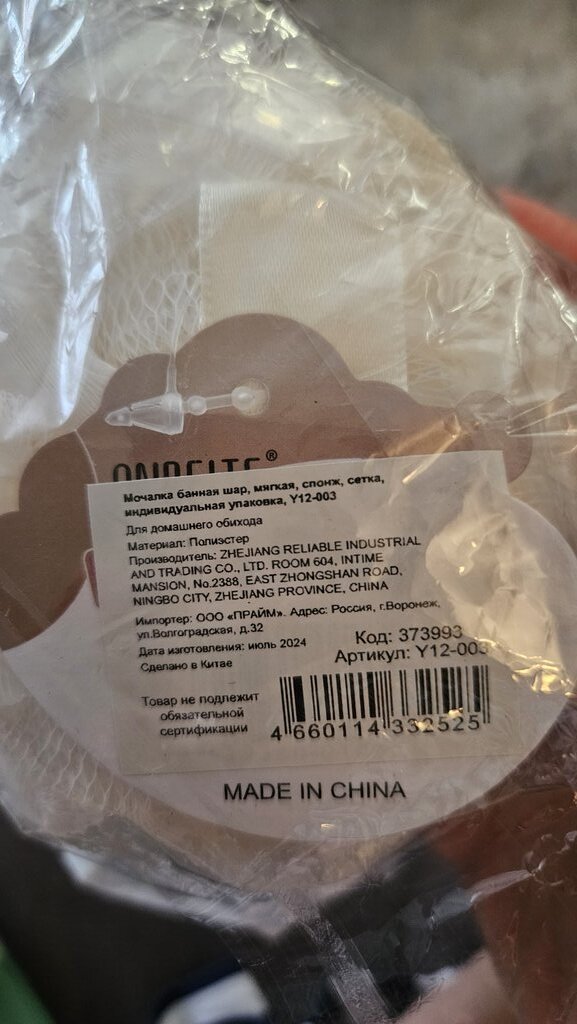 Мочалка банная шар, мягкая, спонж, сетка,
индивидуальная упаковка, Y12-003
Для домашнего обихода
Материал: Полиэстер
Производитель: ZHEJIANG RELIABLE INDUSTRIAL
AND TRADING CO., LTD. ROOM 604, INTIME
MANSION, No.2388, EAST ZHONGSHAN ROAD,
NINGBO CITY, ZHEJIANG PROVINCE, CHINA
Импортер: ООО «ПРАЙМ». Адрес: Россия, г.Воронеж,
ул.Волгоградская, д.32
Дата изготовления: июль 2024
Сделано в Китае
Код: 373993
Артикул: Y12-003
Товар не подлежит
обязательной
сертификации
4 660114 332525
MADE IN CHINA